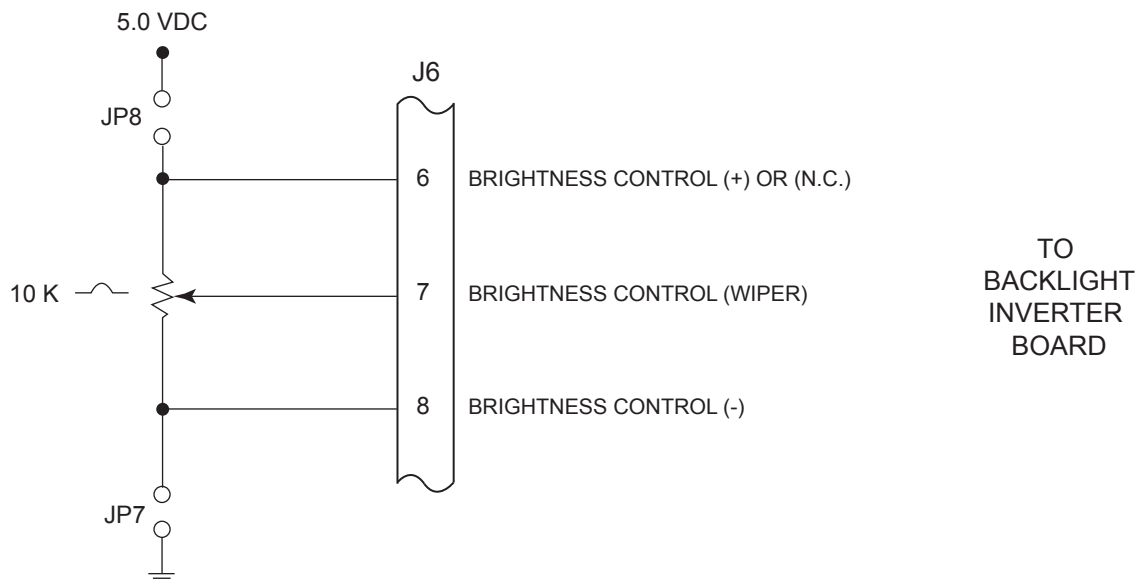 5.0 VDC
J6
JP8
6 BRIGHTNESS CONTROL (+) OR (N.C.)
10 K
7 BRIGHTNESS CONTROL (WIPER)
TO
BACKLIGHT
INVERTER
BOARD
8 BRIGHTNESS CONTROL (-)
JP7